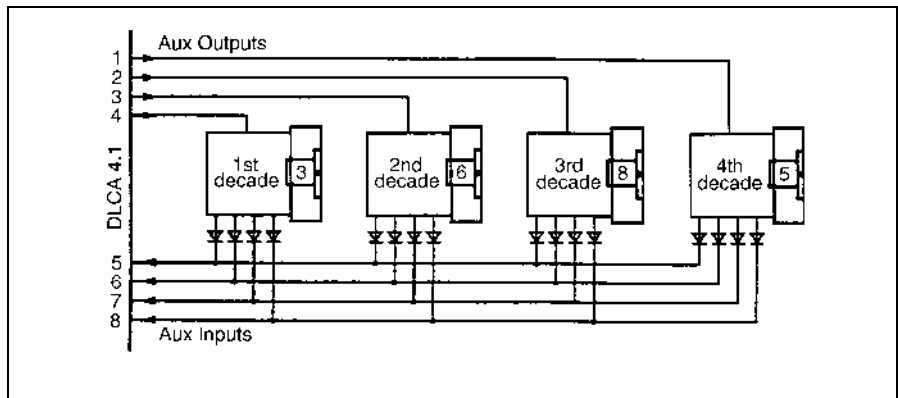 Aux Outputs
1
2
3
4
DLCA 4.1
1st
decade
3
2nd
decade
6
3rd
decade
8
4th
decade
5
5
6
7
8
Aux Inputs